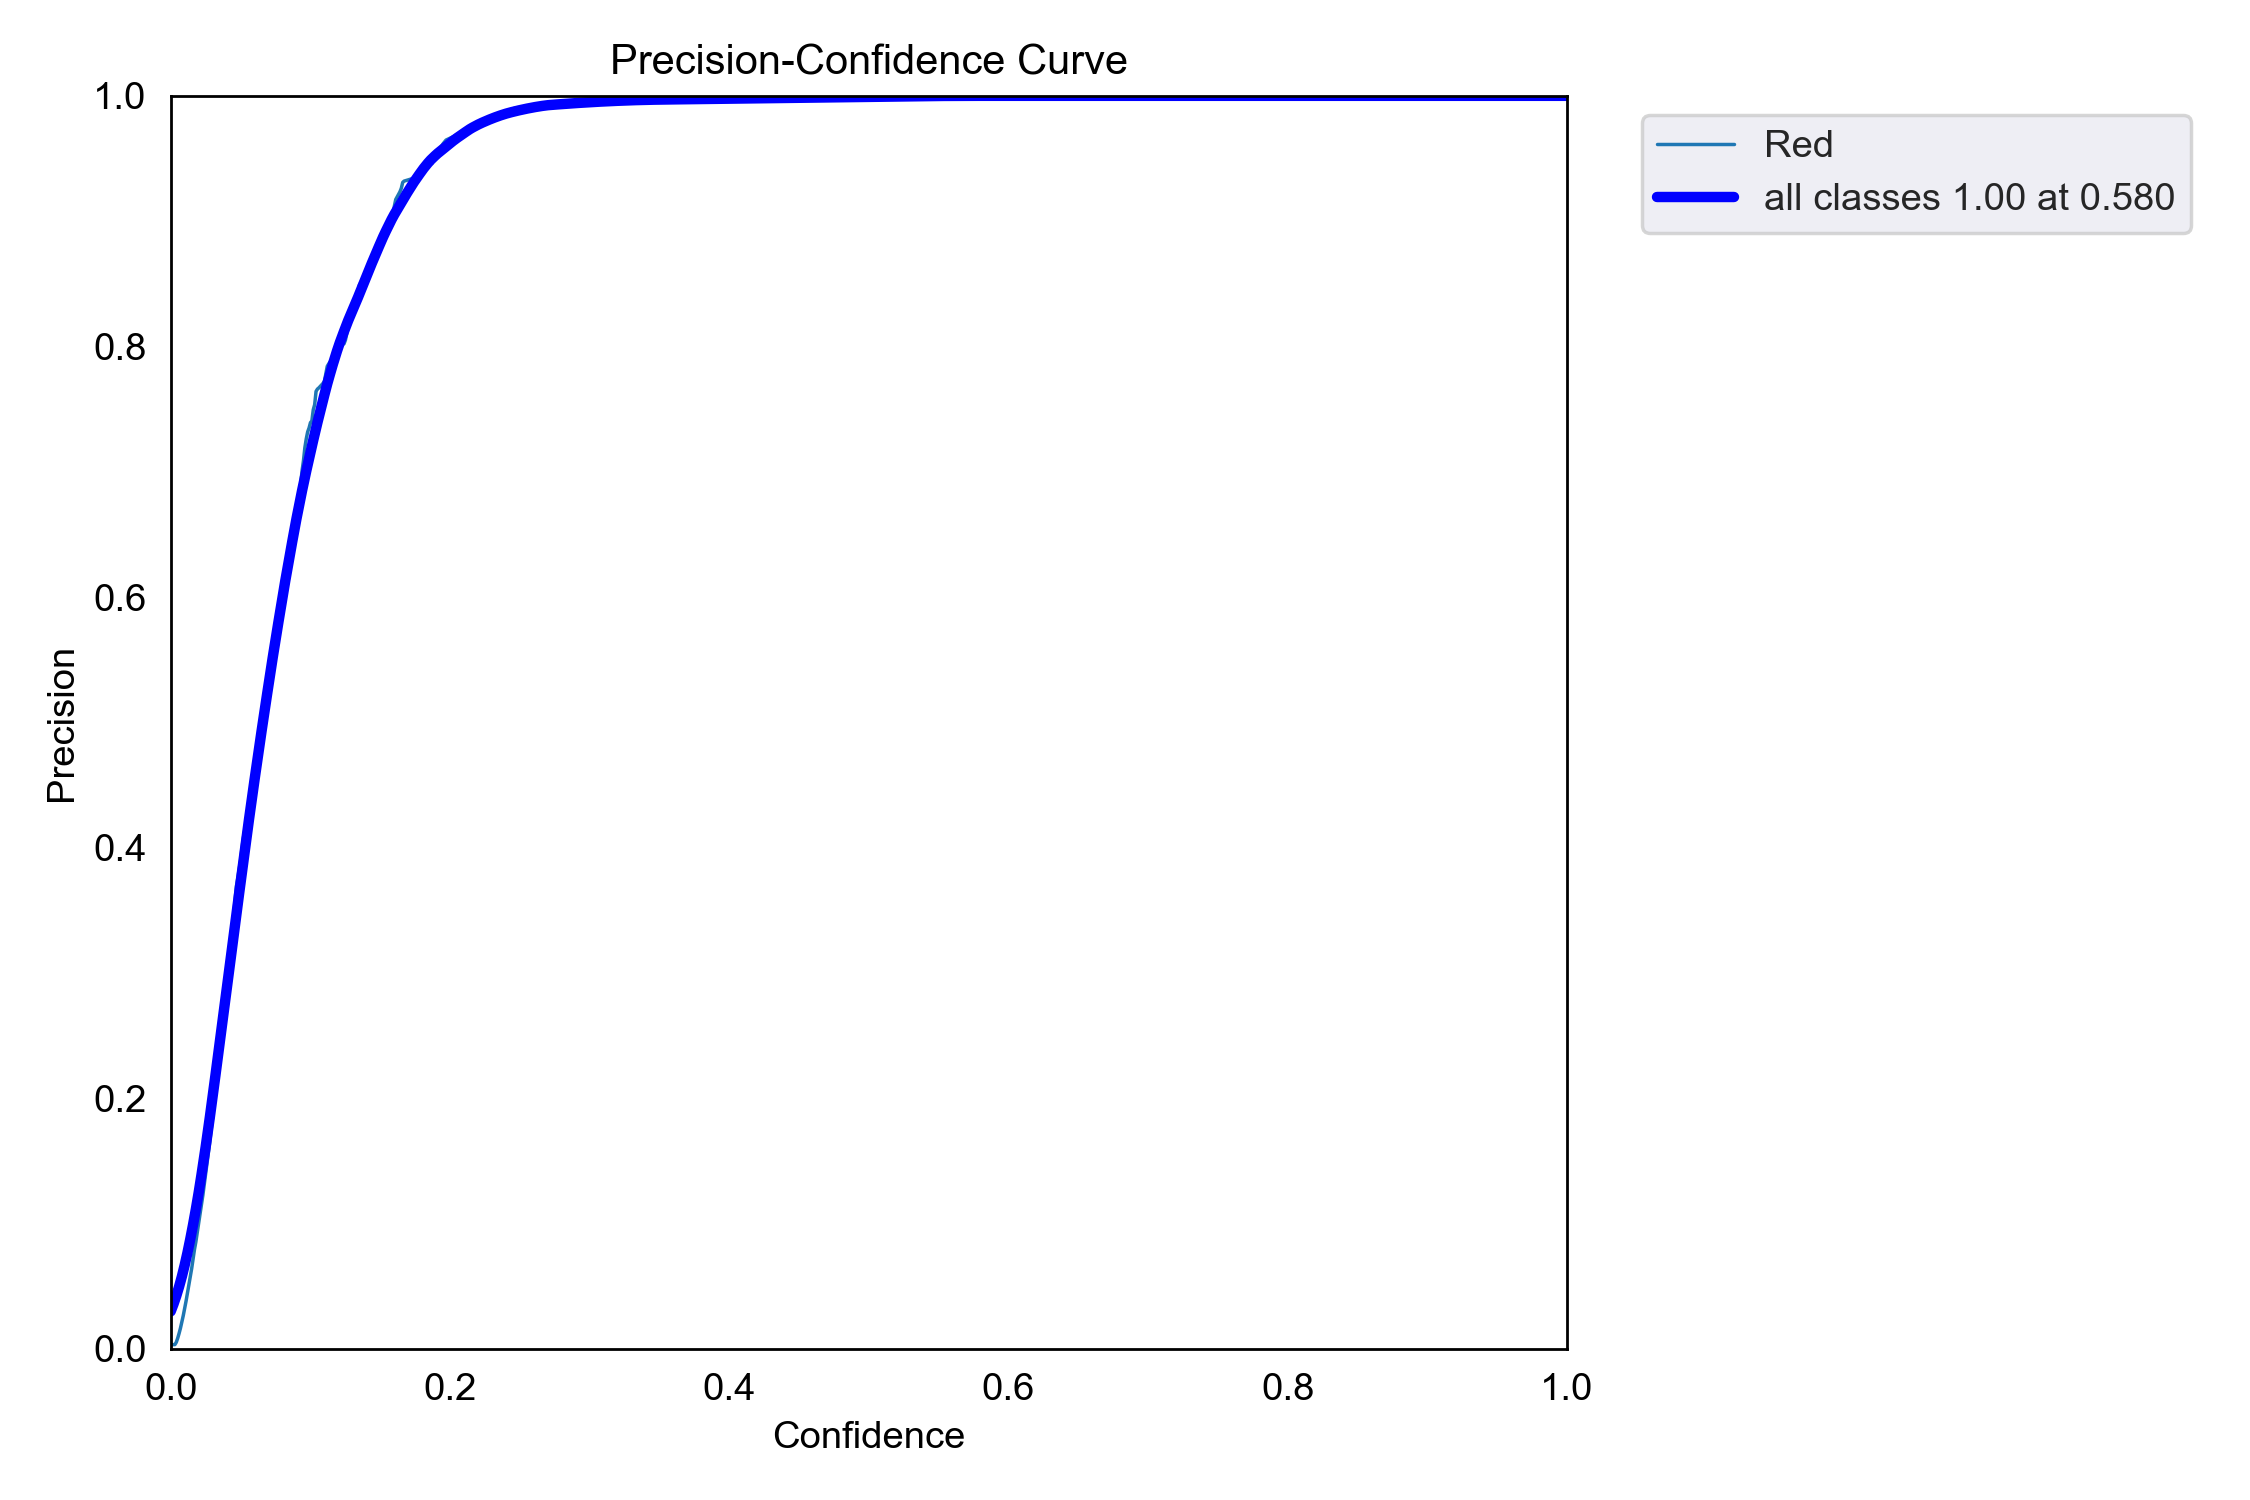 Precision-Confidence Curve
1.0
0.8
0.6
0.4
0.2
0.0
Precision
0.0 0.2 0.4 0.6 0.8 1.0
Confidence
Red
all classes 1.00 at 0.580